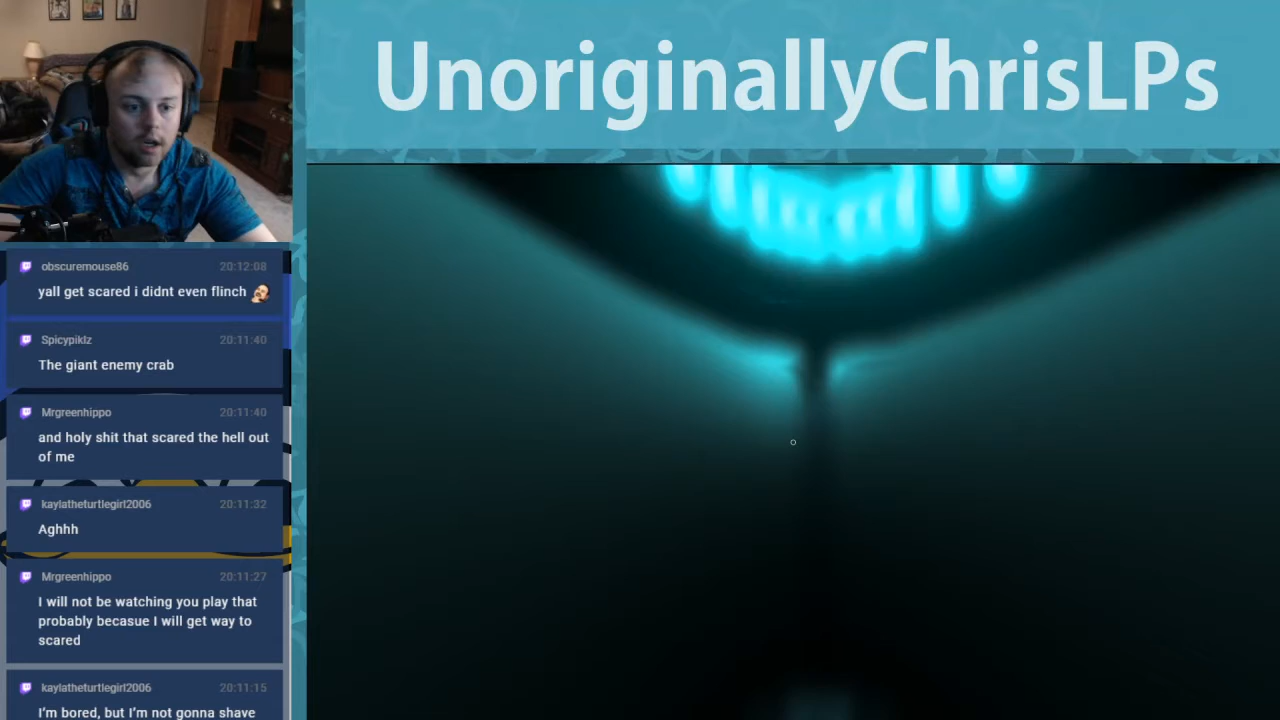 UnoriginallyChrisLPs
obscuremouse86 20:12:08
yall get scared i didnt even flinch
Spicypiklz 20:11:40
The giant enemy crab
Mrgreenhippo 20:11:40
and holy shit that scared the hell out
of me
kaylatheturtlegirl2006 20:11:32
Aghhh
Mrgreenhippo 20:11:27
I will not be watching you play that
probably becasue I will get way to
scared
kaylatheturtlegirl2006 20:11:15
I'm bored, but I'm not gonna shave